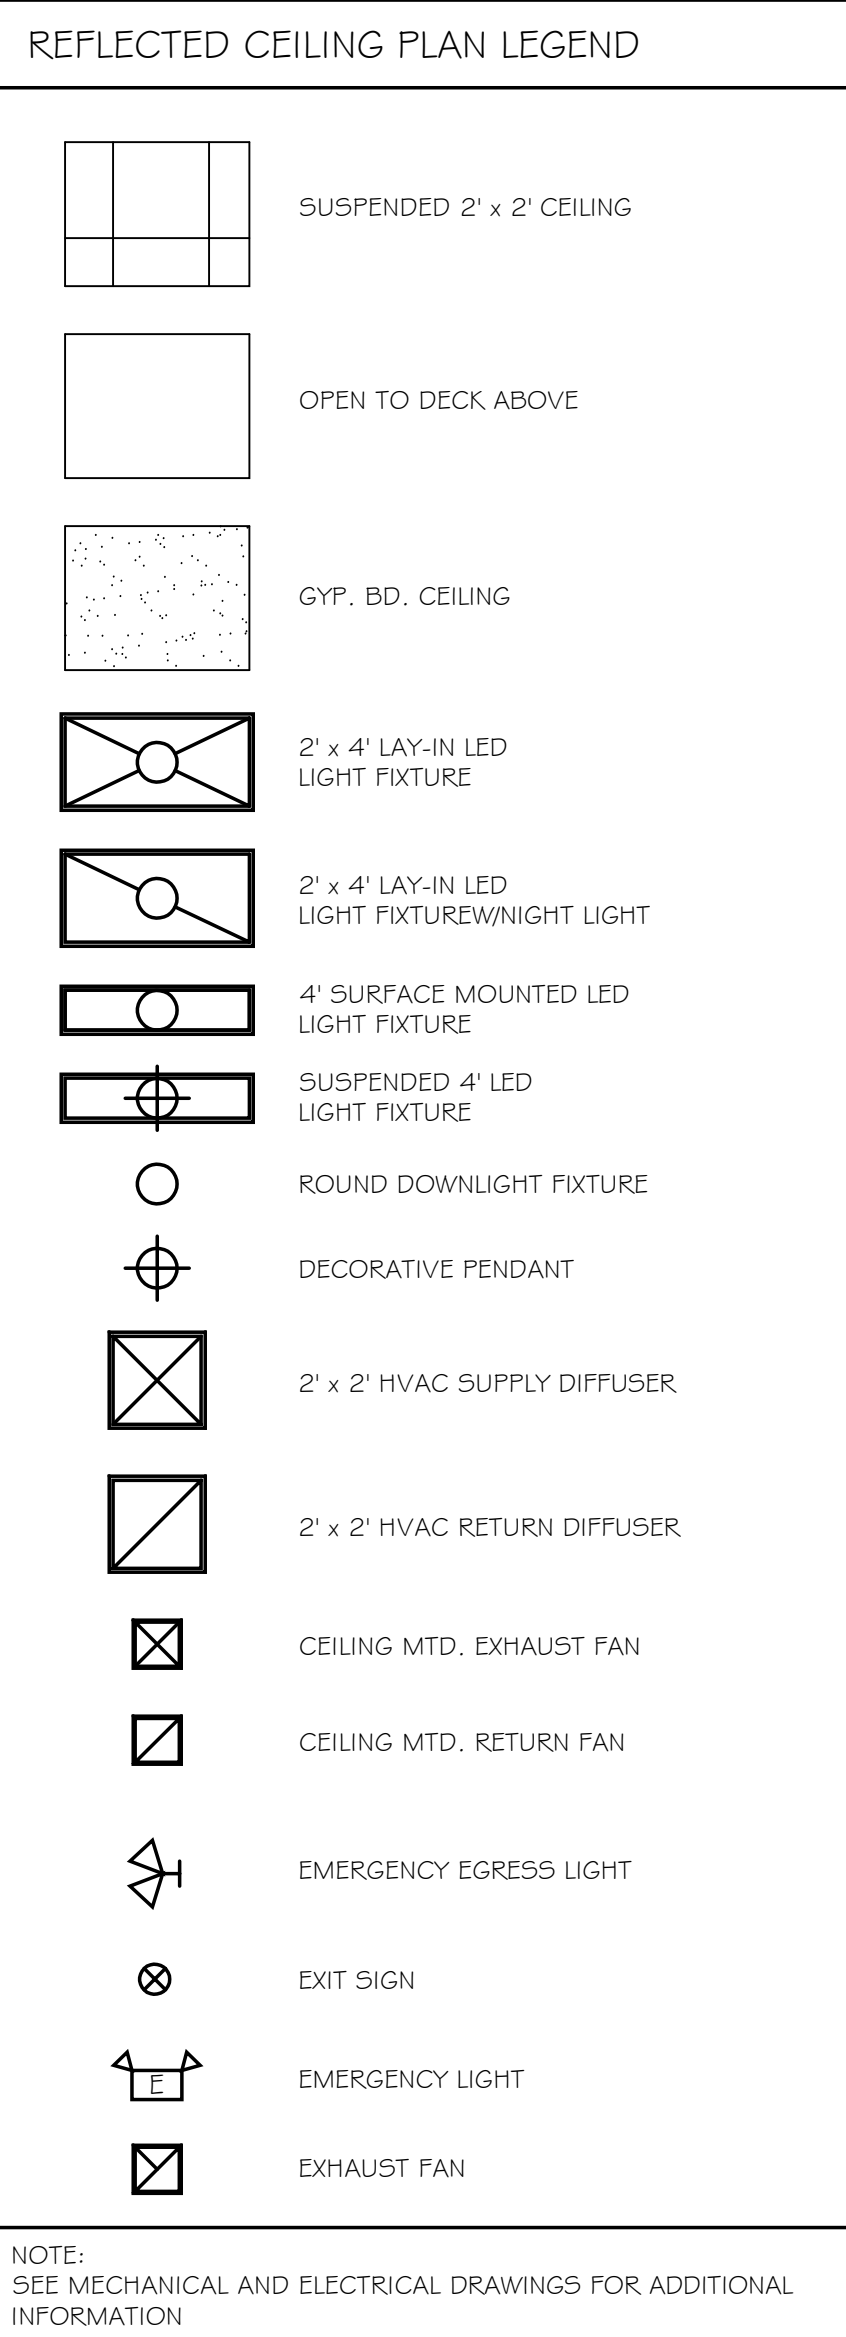 REFLECTED CEILING PLAN LEGEND
SUSPENDED 2' x 2' CEILING
OPEN TO DECK ABOVE
GYP. BD. CEILING
2' x 4' LAY-IN LED
LIGHT FIXTURE
2' x 4' LAY-IN LED
LIGHT FIXTUREW/NIGHT LIGHT
4' SURFACE MOUNTED LED
LIGHT FIXTURE
SUSPENDED 4' LED
LIGHT FIXTURE
ROUND DOWNLIGHT FIXTURE
DECORATIVE PENDANT
2' x 2' HVAC SUPPLY DIFFUSER
2' x 2' HVAC RETURN DIFFUSER
CEILING MTD. EXHAUST FAN
CEILING MTD. RETURN FAN
EMERGENCY EGRESS LIGHT
EXIT SIGN
E
EMERGENCY LIGHT
EXHAUST FAN
NOTE:
SEE MECHANICAL AND ELECTRICAL DRAWINGS FOR ADDITIONAL
INFORMATION